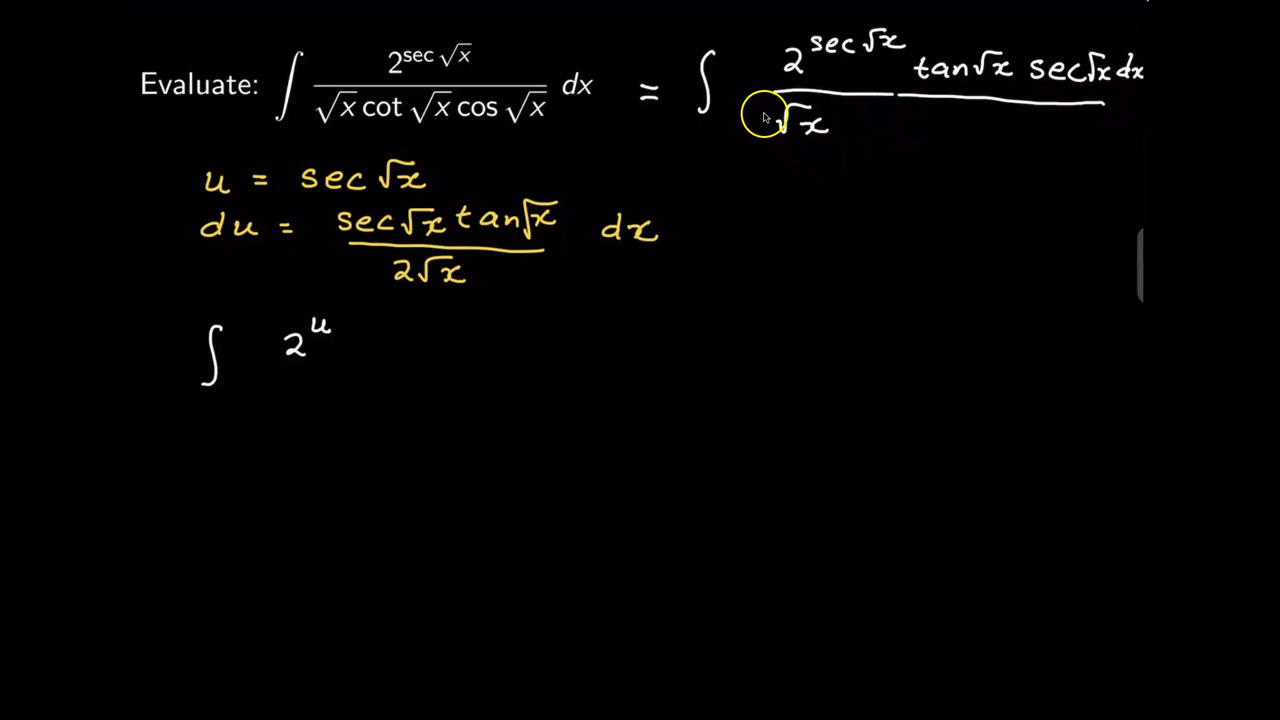 Evaluate: ∫ 2^{sec √x} / (√x cot √x cos √x) dx = ∫ 2^{sec √x} tan √x sec √x dx / √x
u = sec √x
du = sec √x tan √x / 2√x dx
∫ 2^u